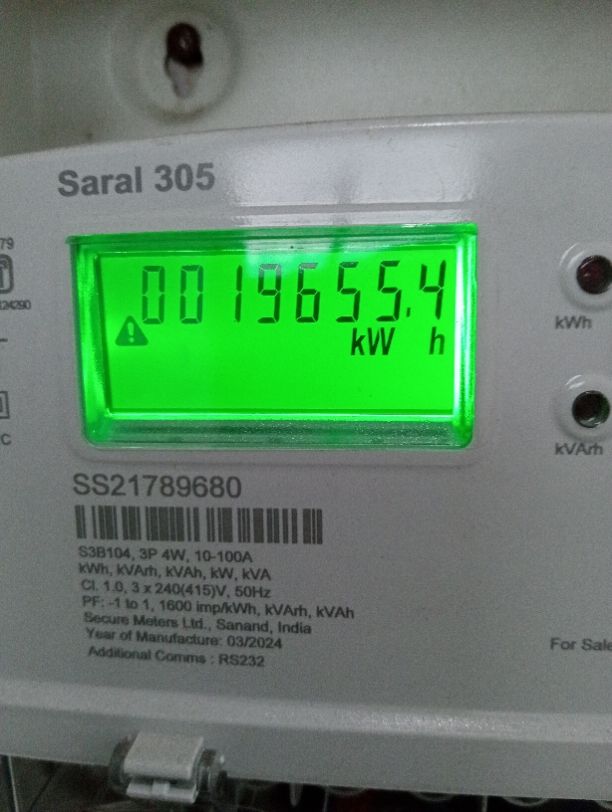 Saral 305
79
124290
0019655.4
kW h
kWh
kVArh
C
SS21789680
S3B104, 3P 4W, 10-100A
kWh, kVArh, kVAh, kW, kVA
Cl. 1.0, 3 x 240(415)V, 50Hz
PF: -1 to 1, 1600 imp/kWh, kVArh, kVAh
Secure Meters Ltd., Sanand, India
Year of Manufacture: 03/2024
Additional Comms : RS232
For Sale